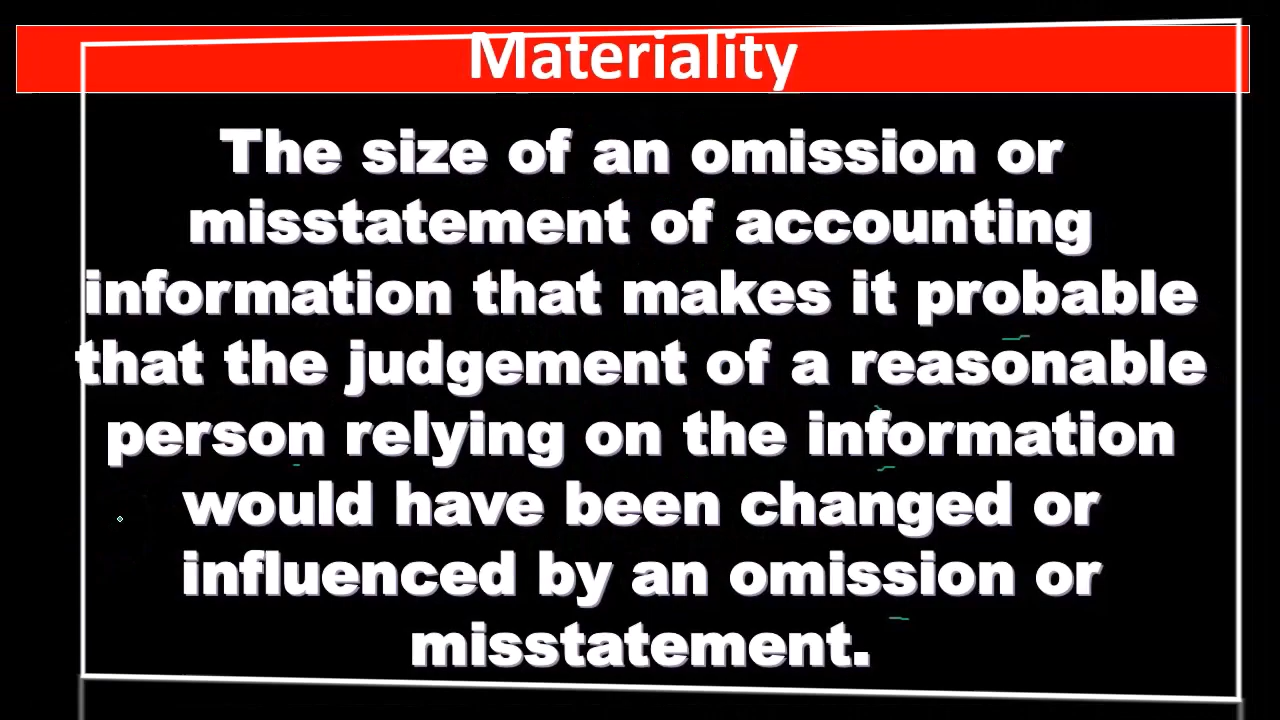 Materiality
The size of an omission or
misstatement of accounting
information that makes it probable
that the judgement of a reasonable
person relying on the information
would have been changed or
influenced by an omission or
misstatement.